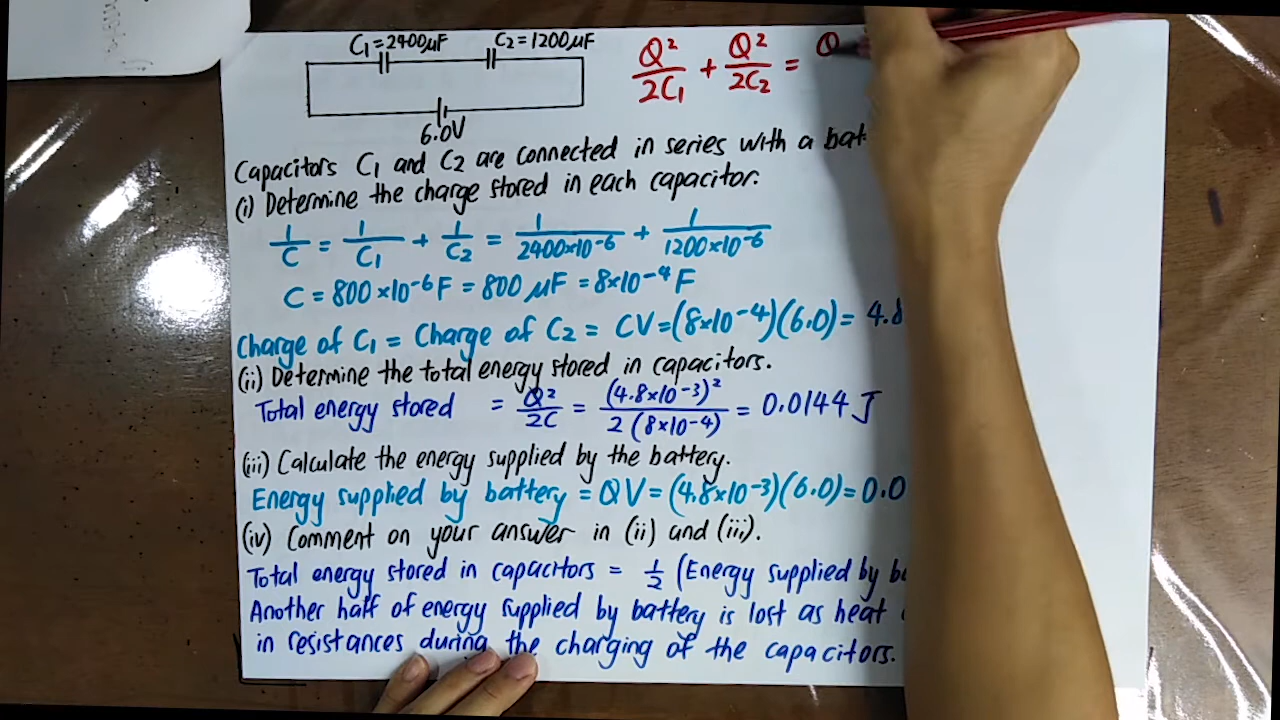 C₁=2400μF C₂=1200μF
6.0V
Q²/2C₁ + Q²/2C₂ = Q
Capacitors C₁ and C₂ are connected in series with a
(i) Determine the charge stored in each capacitor.
1/C = 1/C₁ + 1/C₂ = 1/2400×10⁻⁶ + 1/1200×10⁻⁶
C = 800×10⁻⁶F = 800μF = 8×10⁻⁴F
Charge of C₁ = Charge of C₂ = CV=(8×10⁻⁴)(6.0)= 4.8
(ii) Determine the total energy stored in capacitors.
Total energy stored = Q²/2C = (4.8×10⁻³)²/2(8×10⁻⁴) = 0.0144 J
(iii) Calculate the energy supplied by the battery.
Energy supplied by battery = QV=(4.8×10⁻³)(6.0)=0.0
(iv) Comment on your answer in (ii) and (iii).
Total energy stored in capacitors = 1/2 (Energy supplied by
Another half of energy supplied by battery is lost as heat
in resistances during the charging of the capacitors.